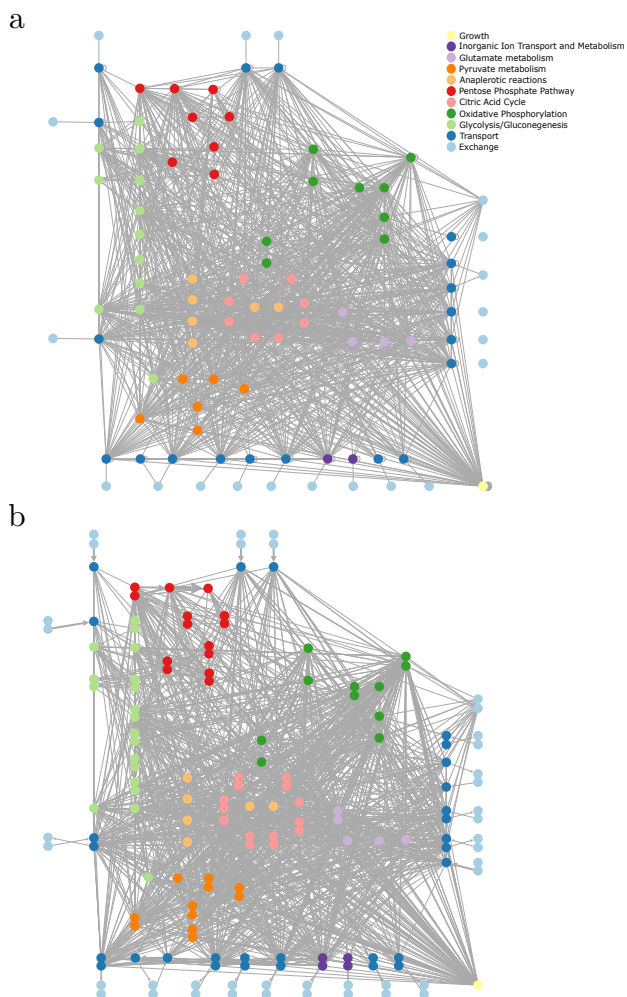 a
Growth
Inorganic Ion Transport and Metabolism
Glutamate metabolism
Pyruvate metabolism
Anaplerotic reactions
Pentose Phosphate Pathway
Citric Acid Cycle
Oxidative Phosphorylation
Glycolysis/Gluconegenesis
Transport
Exchange
b